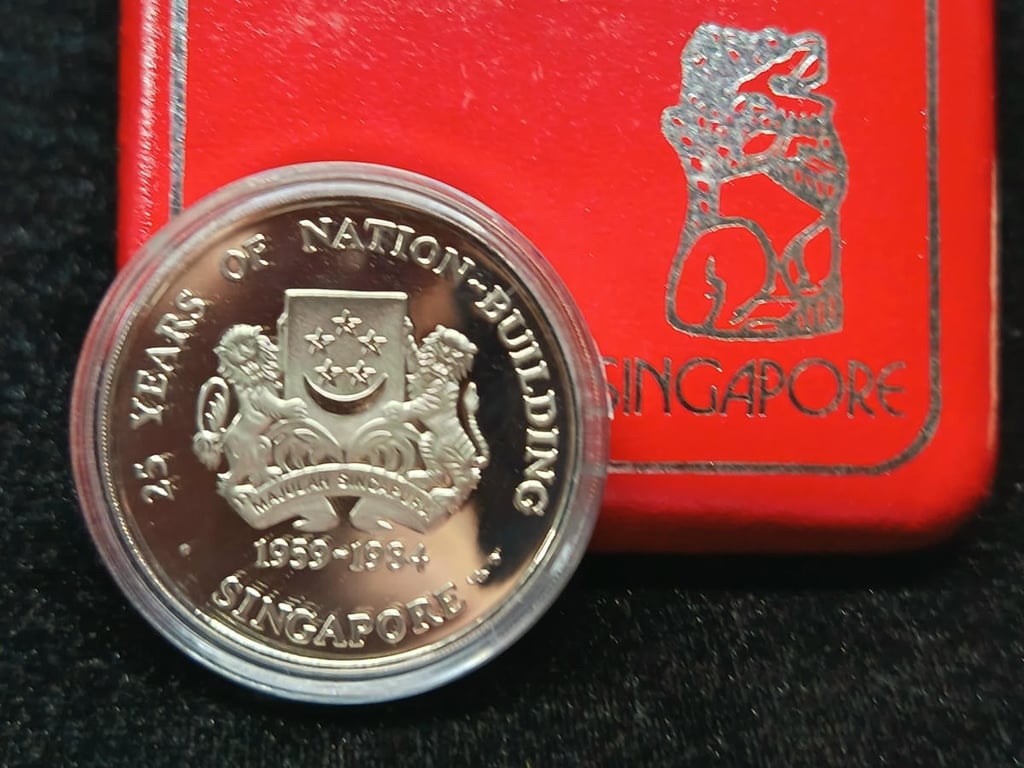 25 YEARS OF NATION-BUILDING
MAJULAH SINGAPURA
1959-1984
SINGAPORE
SINGAPORE